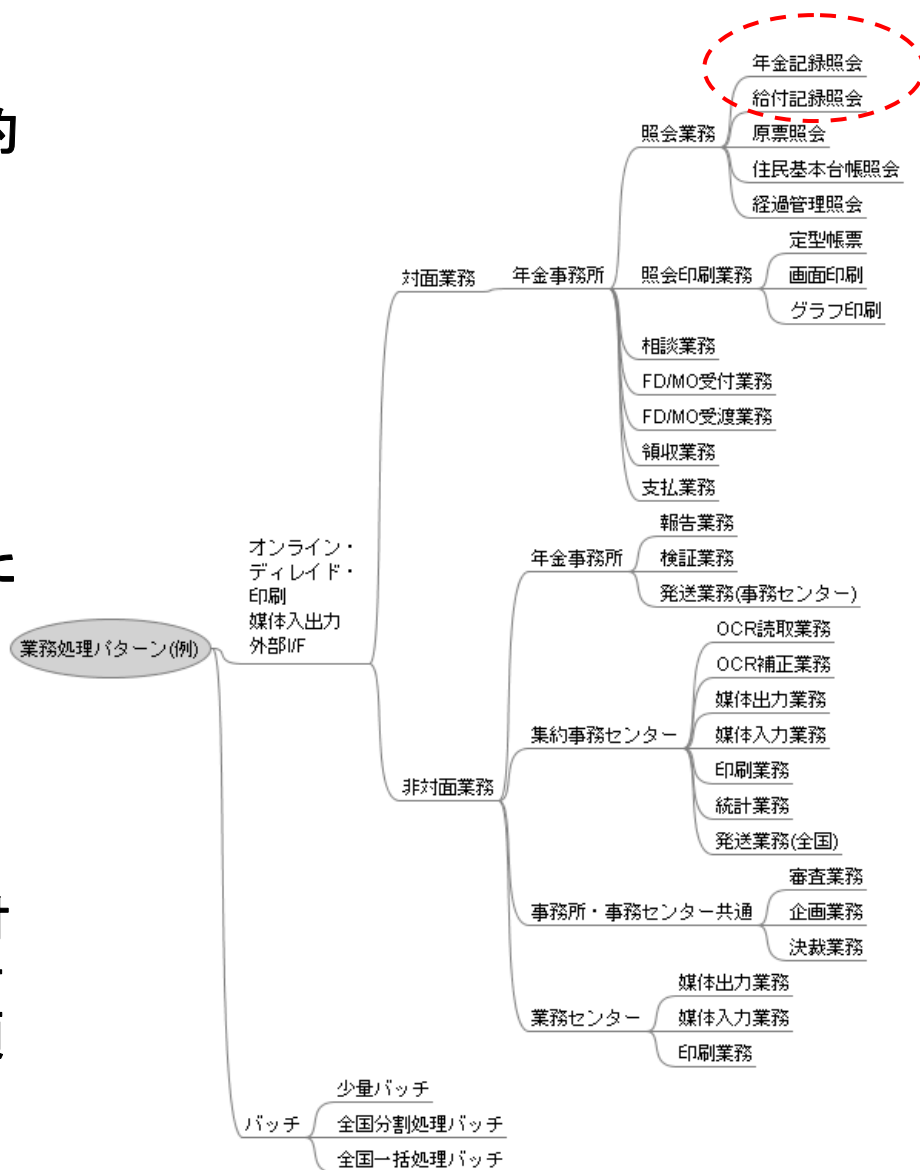 的
た
業務処理パターン(例)
オンライン・
ディレイド・
印刷
媒体入出力
外部I/F
対面業務
年金事務所
照会業務
年金記録照会
給付記録照会
原票照会
住民基本台帳照会
経過管理照会
照会印刷業務
定型帳票
画面印刷
グラフ印刷
相談業務
FD/MO受付業務
FD/MO受渡業務
領収業務
支払業務
非対面業務
年金事務所
報告業務
検証業務
発送業務(事務センター)
集約事務センター
OCR読取業務
OCR補正業務
媒体出力業務
媒体入力業務
印刷業務
統計業務
発送業務(全国)
事務所・事務センター共通
審査業務
企画業務
決裁業務
業務センター
媒体出力業務
媒体入力業務
印刷業務
バッチ
少量バッチ
全国分割処理バッチ
全国一括処理バッチ